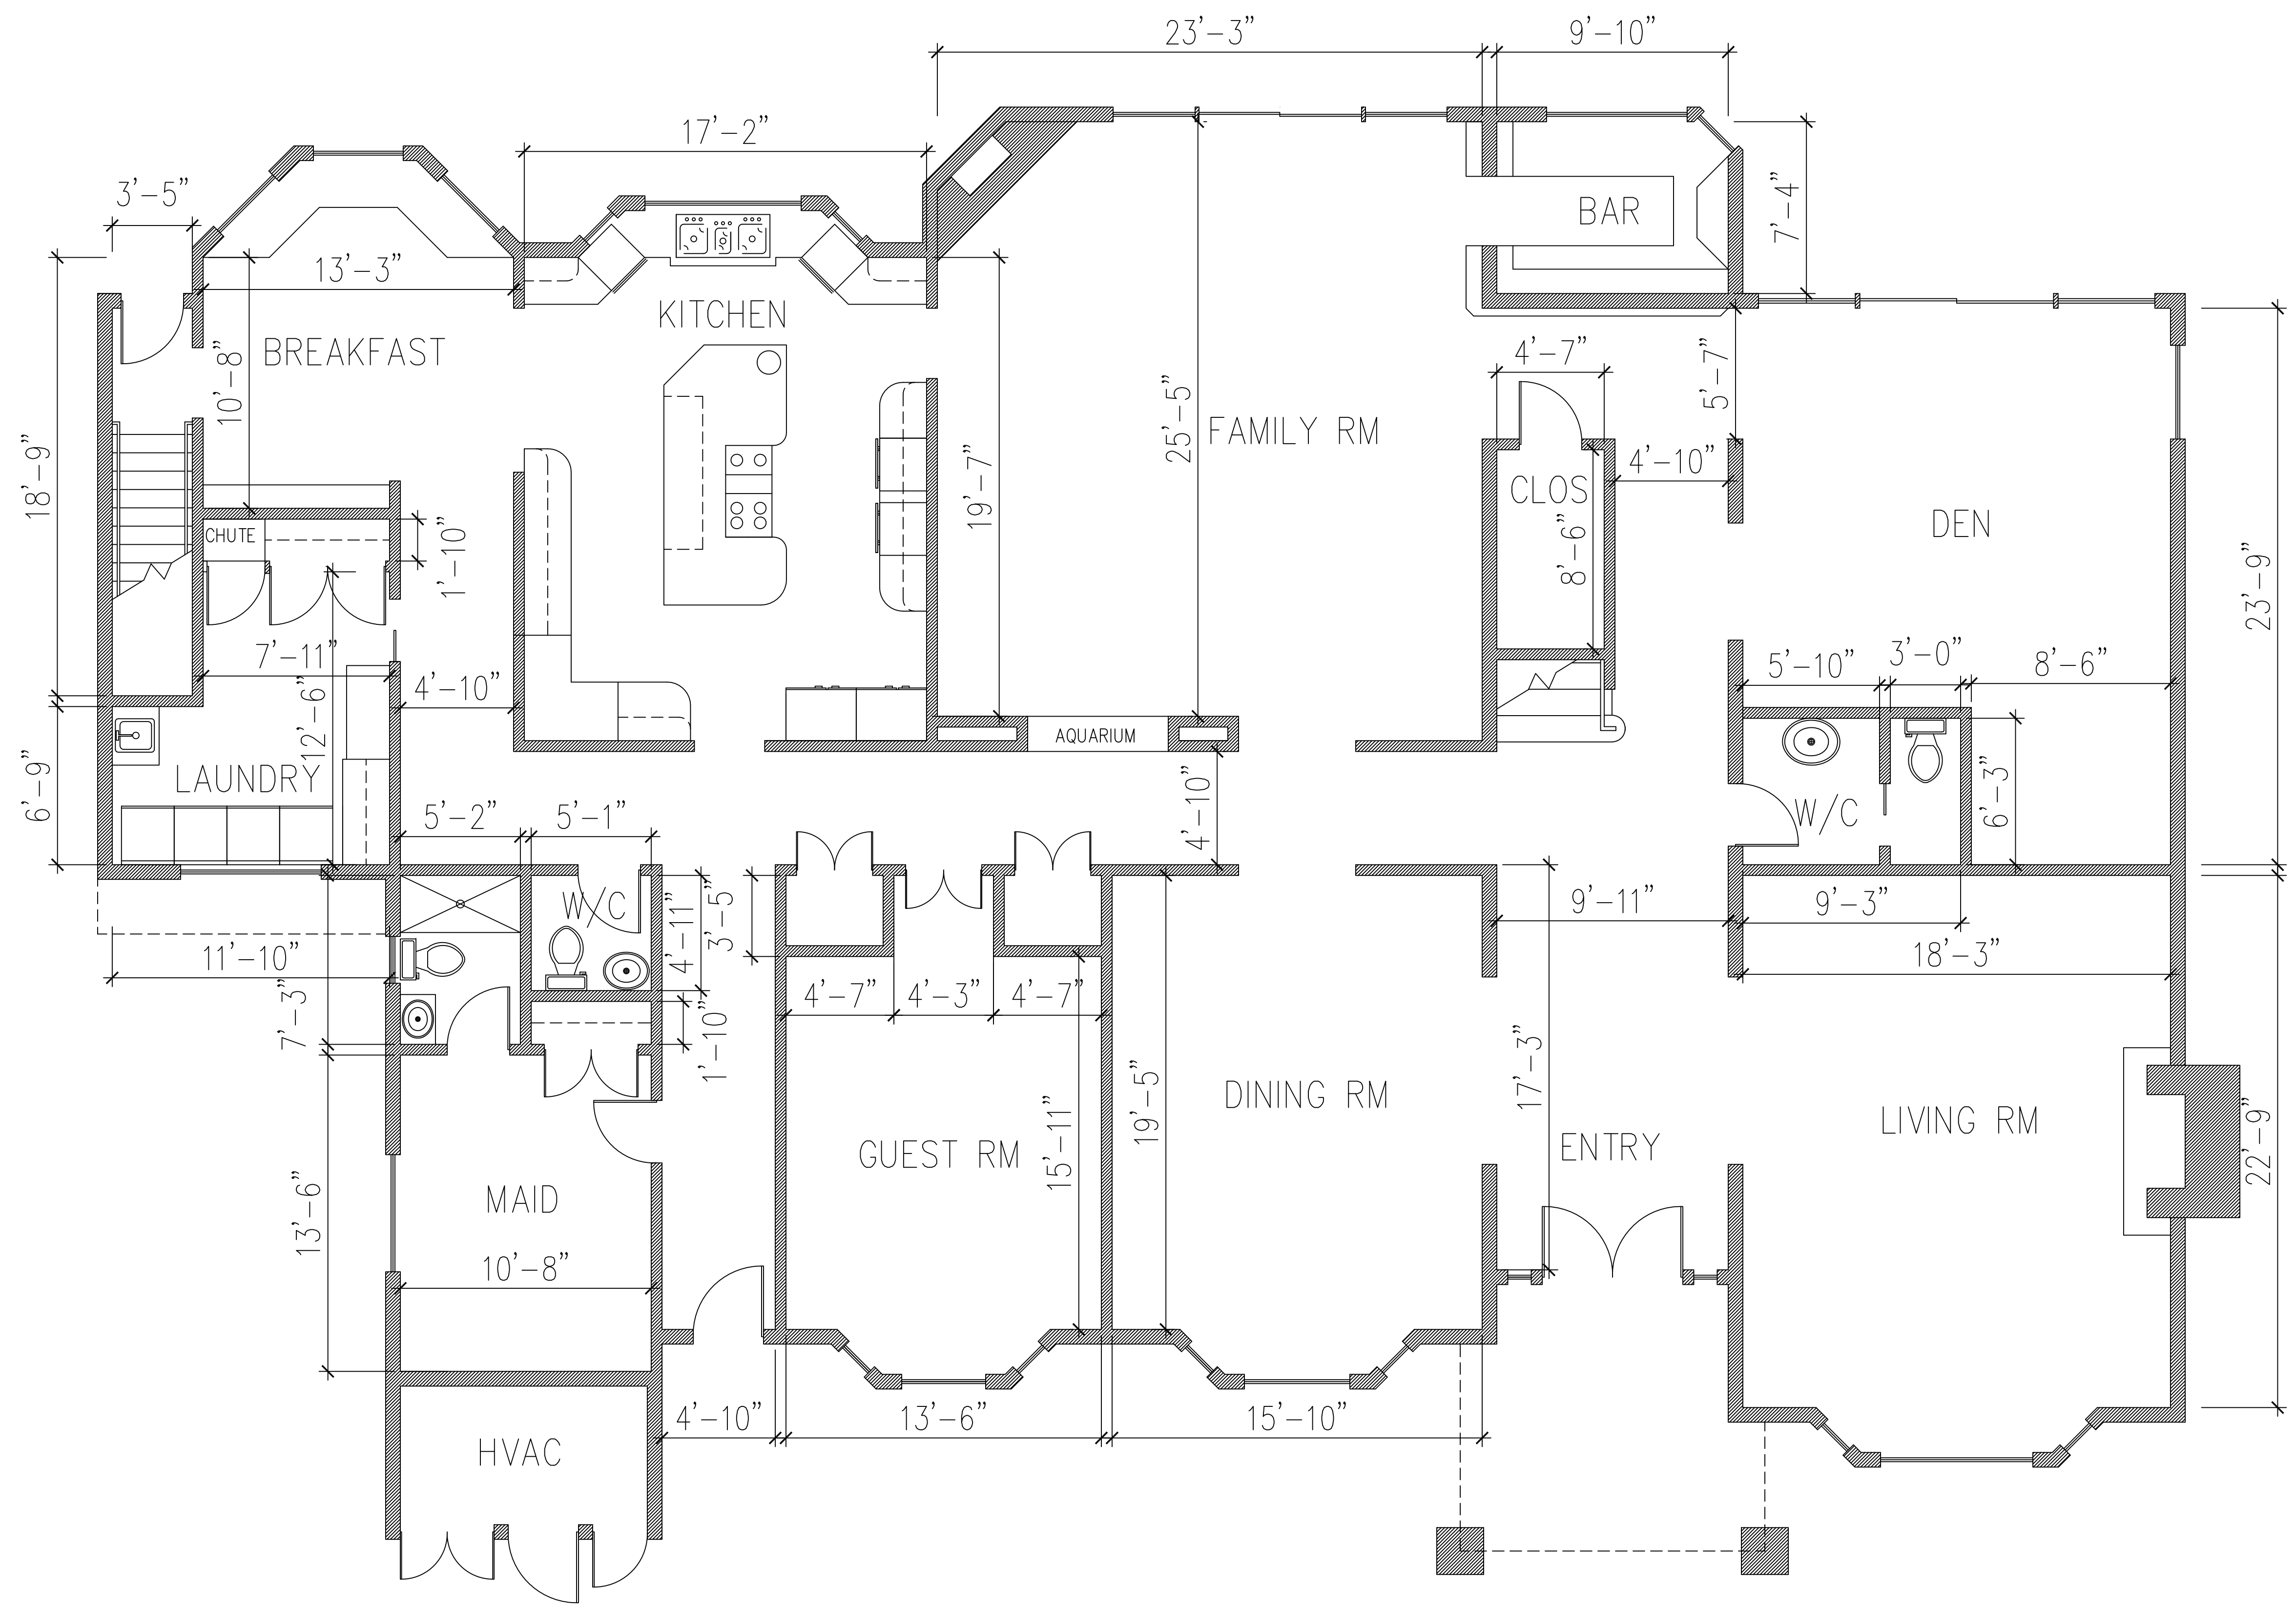 23'-3"
9'-10"
17'-2"
3'-5"
BAR
7'-4"
13'-3"
KITCHEN
BREAKFAST
10'-8"
4'-7"
5'-7"
18'-9"
25'-5"
FAMILY RM
19'-7"
4'-10"
CLOS
8'-6"
DEN
CHUTE
1'-10"
23'-9"
7'-11"
12'-6"
4'-10"
5'-10"
3'-0"
8'-6"
AQUARIUM
6'-9"
LAUNDRY
5'-2"
5'-1"
4'-10"
W/C
6'-3"
W/C
4'-11"
3'-5"
9'-11"
9'-3"
11'-10"
18'-3"
7'-3"
4'-7"
4'-3"
4'-7"
1'-10"
17'-3"
DINING RM
19'-5"
15'-11"
LIVING RM
22'-9"
GUEST RM
ENTRY
MAID
13'-6"
10'-8"
4'-10"
13'-6"
15'-10"
HVAC